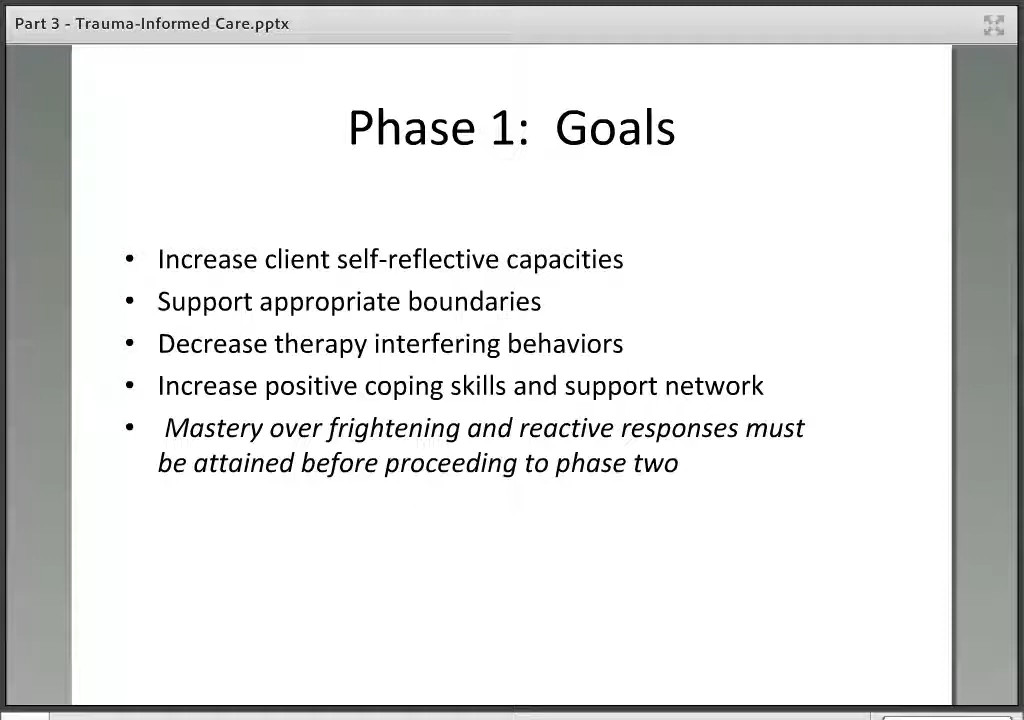 Part 3 - Trauma-Informed Care.pptx
Phase 1: Goals
• Increase client self-reflective capacities
• Support appropriate boundaries
• Decrease therapy interfering behaviors
• Increase positive coping skills and support network
• Mastery over frightening and reactive responses must
be attained before proceeding to phase two